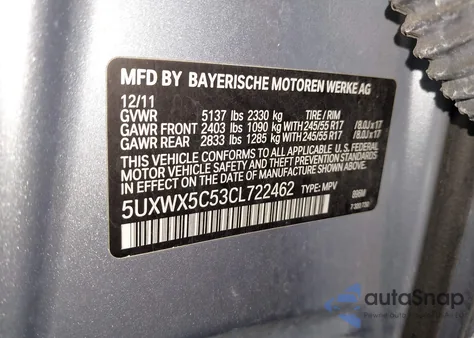 MFD BY BAYERISCHE MOTOREN WERKE AG
12/11
GVWR 5137 lbs 2330 kg TIRE / RIM
GAWR FRONT 2403 lbs 1090 kg WITH 245/55 R17 /8.0J x 17
GAWR REAR 2833 lbs 1285 kg WITH 245/55 R17 /8.0J x 17
THIS VEHICLE CONFORMS TO ALL APPLICABLE U.S. FEDERAL
MOTOR VEHICLE SAFETY, BUMPER, AND THEFT PREVENTION
STANDARDS IN EFFECT ON THE DATE OF MANUFACTURE SHOWN ABOVE.
5UXWX5C53CL722462 TYPE: MPV
autoSnap